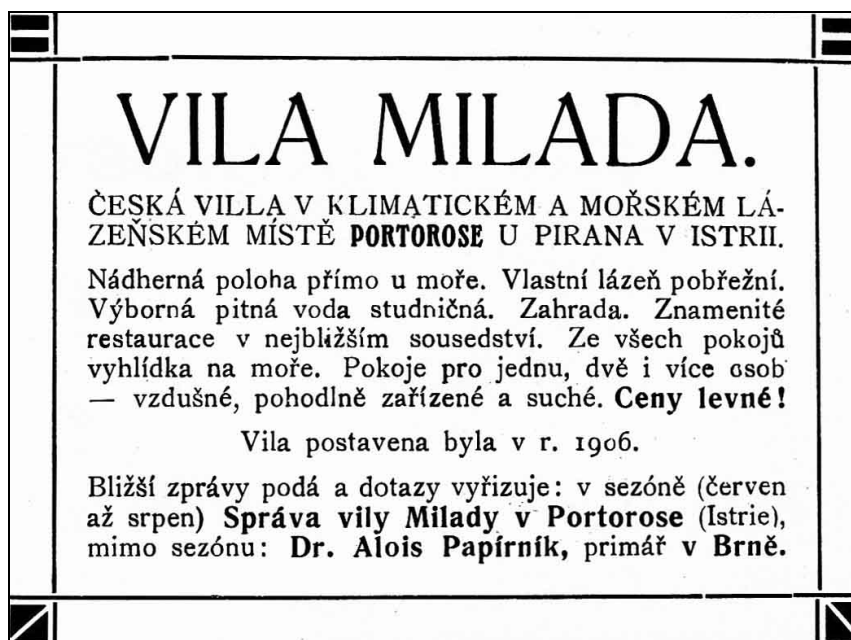 VILA MILADA.
ČESKÁ VILLA V KLIMATICKÉM A MOŘSKÉM LÁ-
ZEŇSKÉM MÍSTĚ PORTOROSE U PIRANA V ISTRII.
Nádherná poloha přímo u moře. Vlastní lázeň pobřežní.
Výborná pitná voda studničná. Zahrada. Znamenité
restaurace v nejbližším sousedství. Ze všech pokojů
vyhlídka na moře. Pokoje pro jednu, dvě i více osob
— vzdušné, pohodlně zařízené a suché. Ceny levné!
Vila postavena byla v r. 1906.
Bližší zprávy podá a dotazy vyřizuje: v sezóně (červen
až srpen) Správa vily Milady v Portorose (Istrie),
mimo sezónu: Dr. Alois Papírník, primář v Brně.